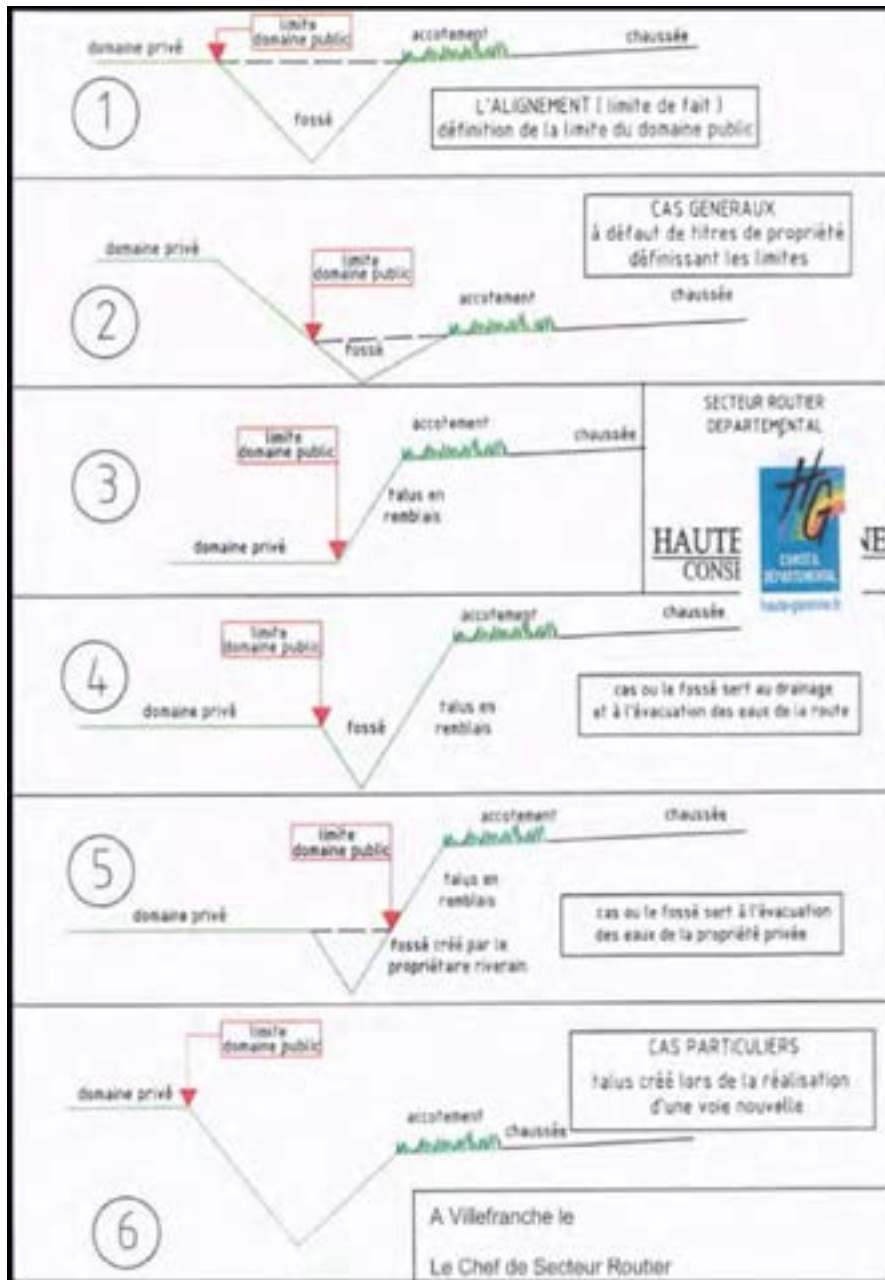 limite
domaine public
domaine privé
accotement
chaussée
1
fossé
L'ALIGNEMENT ( limite de fait )
définition de la limite du domaine public
CAS GENERAUX
à défaut de titres de propriété
définissant les limites
domaine privé
limite
domaine public
accotement
chaussée
2
fossé
SECTEUR ROUTIER
DEPARTEMENTAL
accotement
limite
domaine public
chaussée
3
talus en
remblais
domaine privé
HG
HAUTE
NE
CONSE
CONSEIL
DEPARTEMENTAL
haute-garonne.fr
accotement
chaussée
limite
domaine public
4
domaine privé
fossé
talus en
remblais
cas ou le fossé sert au drainage
et à l'évacuation des eaux de la route
accotement
chaussée
limite
domaine public
5
talus en
remblais
domaine privé
cas ou le fossé sert à l'évacuation
des eaux de la propriété privée
fossé créé par le
propriétaire riverain
limite
domaine public
CAS PARTICULIERS
talus créé lors de la réalisation
d'une voie nouvelle
domaine privé
accotement
chaussée
6
A Villefranche le
Le Chef de Secteur Routier